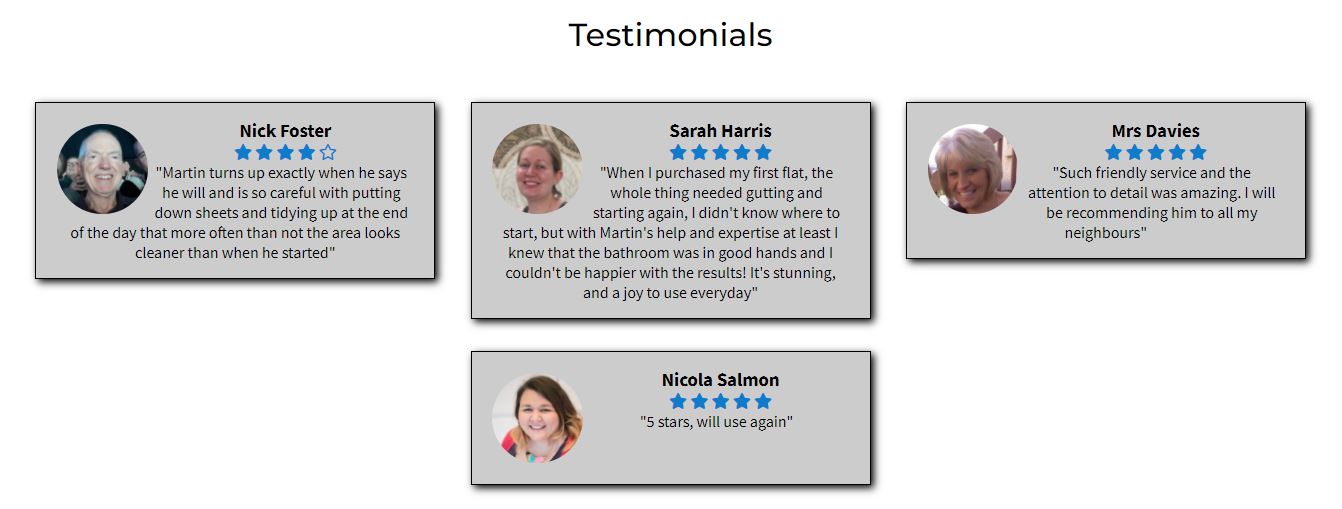 Testimonials
Nick Foster
"Martin turns up exactly when he says
he will and is so careful with putting
down sheets and tidying up at the end
of the day that more often than not the area looks
cleaner than when he started"
Sarah Harris
"When I purchased my first flat, the
whole thing needed gutting and
starting again, I didn't know where to
start, but with Martin's help and expertise at least I
knew that the bathroom was in good hands and I
couldn't be happier with the results! It's stunning,
and a joy to use everyday"
Mrs Davies
"Such friendly service and the
attention to detail was amazing. I will
be recommending him to all my
neighbours"
Nicola Salmon
"5 stars, will use again"